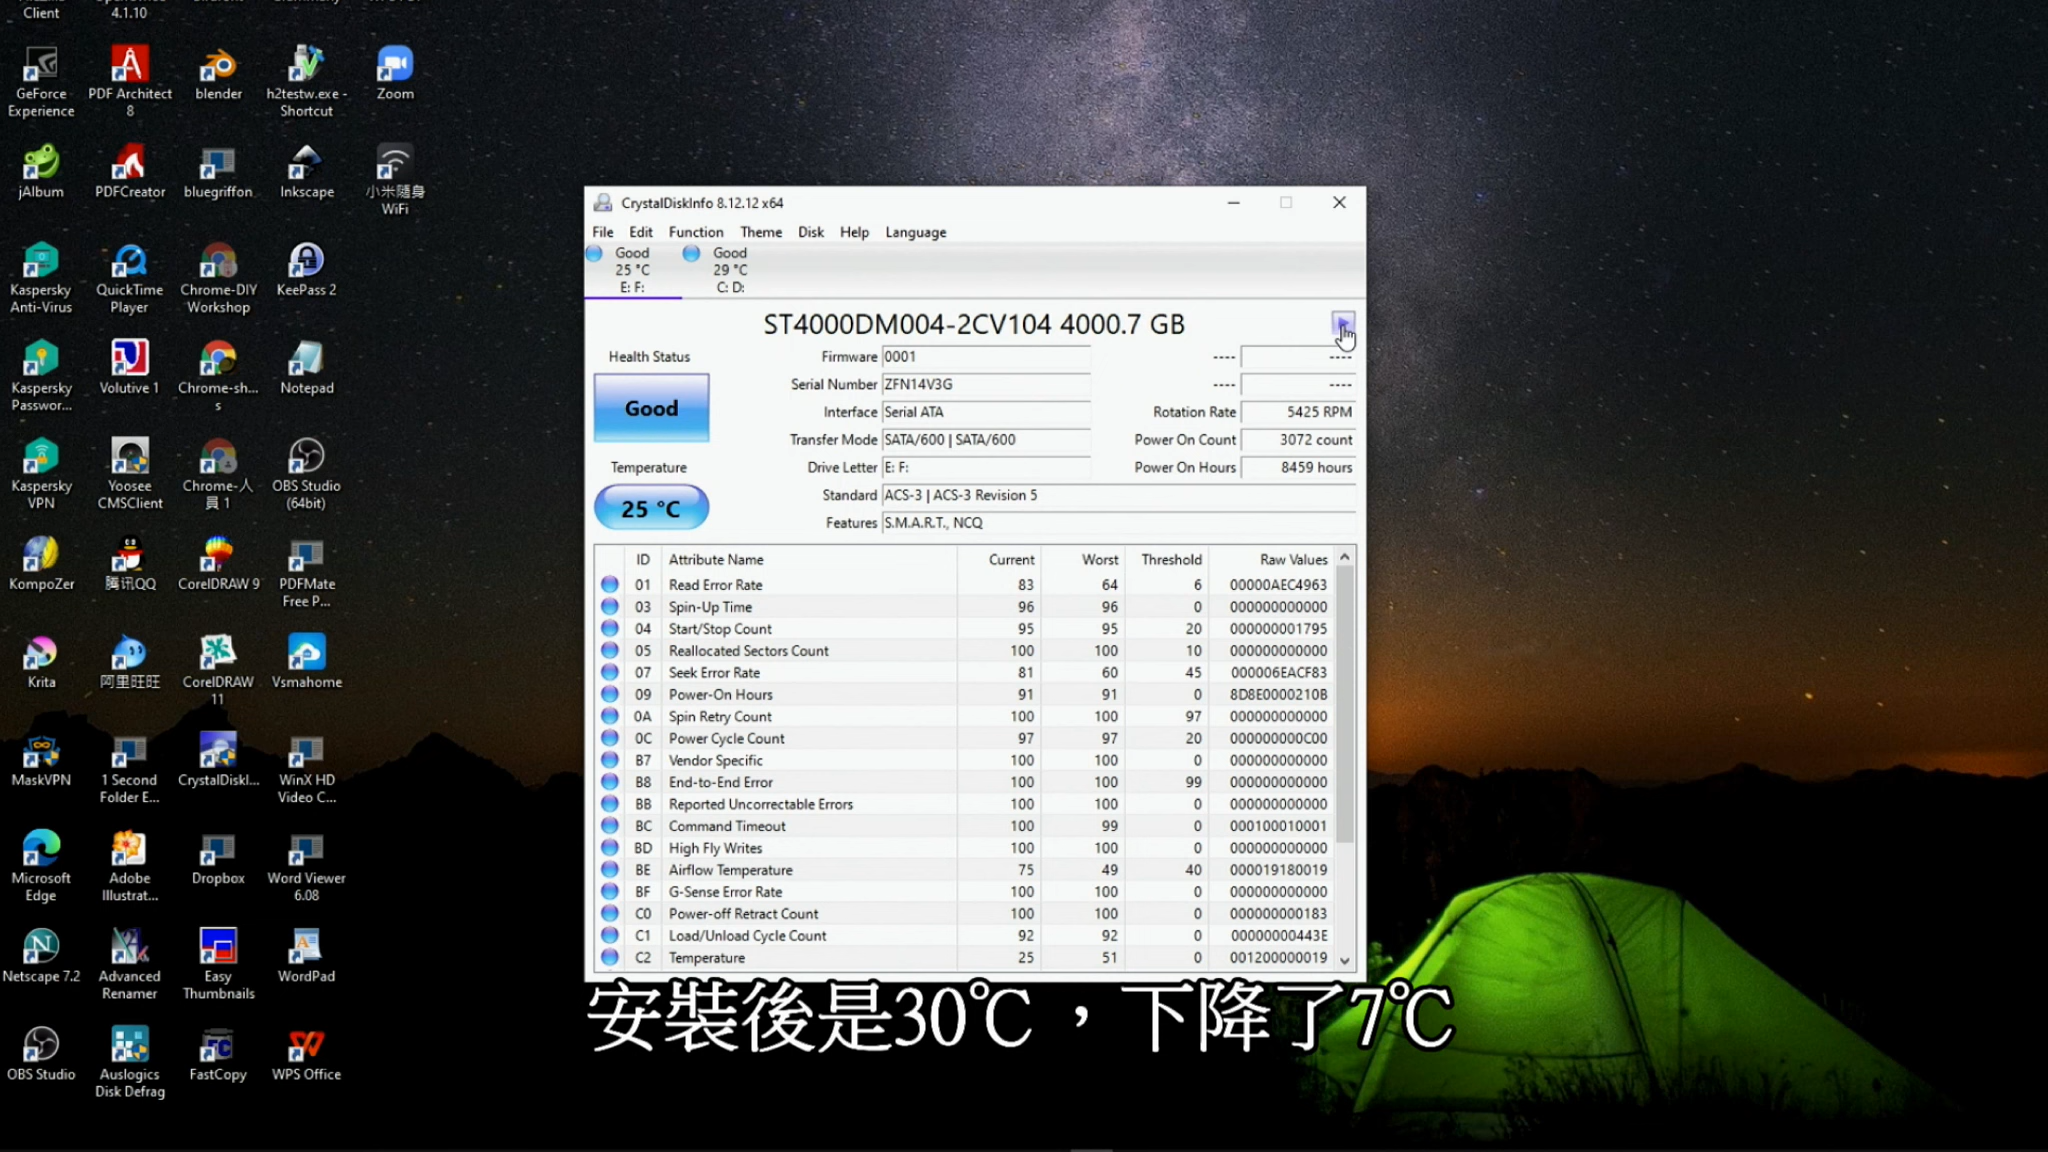 Client
4.1.10
GeForce Experience
PDF Architect 8
blender
h2testw.exe - Shortcut
Zoom
jAlbum
PDFCreator
bluegriffon
Inkscape
小米隨身 WiFi
Kaspersky Anti-Virus
QuickTime Player
Chrome-DIY Workshop
KeePass 2
Kaspersky Passwor...
Volutive 1
Chrome-sh...s
Notepad
Kaspersky VPN
Yoosee CMSClient
Chrome-人員 1
OBS Studio (64bit)
KompoZer
腾讯QQ
CorelDRAW 9
PDFMate Free P...
Krita
阿里旺旺
CorelDRAW 11
Vsmahome
MaskVPN
1 Second Folder E...
CrystalDiskI...
WinX HD Video C...
Microsoft Edge
Adobe Illustrat...
Dropbox
Word Viewer 6.08
Netscape 7.2
Advanced Renamer
Easy Thumbnails
WordPad
OBS Studio
Auslogics Disk Defrag
FastCopy
WPS Office
CrystalDiskInfo 8.12.12 x64
File Edit Function Theme Disk Help Language
Good Good
25 °C 29 °C
E: F: C: D:
ST4000DM004-2CV104 4000.7 GB
Health Status
Good
Temperature
25 °C
Firmware 0001 ---- ----
Serial Number ZFN14V3G ---- ----
Interface Serial ATA Rotation Rate 5425 RPM
Transfer Mode SATA/600 | SATA/600 Power On Count 3072 count
Drive Letter E: F: Power On Hours 8459 hours
Standard ACS-3 | ACS-3 Revision 5
Features S.M.A.R.T., NCQ
ID Attribute Name Current Worst Threshold Raw Values
01 Read Error Rate 83 64 6 00000AEC4963
03 Spin-Up Time 96 96 0 000000000000
04 Start/Stop Count 95 95 20 000000001795
05 Reallocated Sectors Count 100 100 10 000000000000
07 Seek Error Rate 81 60 45 000006EACF83
09 Power-On Hours 91 91 0 8D8E0000210B
0A Spin Retry Count 100 100 97 000000000000
0C Power Cycle Count 97 97 20 000000000C00
B7 Vendor Specific 100 100 0 000000000000
B8 End-to-End Error 100 100 99 000000000000
BB Reported Uncorrectable Errors 100 100 0 000000000000
BC Command Timeout 100 99 0 000100010001
BD High Fly Writes 100 100 0 000000000000
BE Airflow Temperature 75 49 40 000019180019
BF G-Sense Error Rate 100 100 0 000000000000
C0 Power-off Retract Count 100 100 0 000000000183
C1 Load/Unload Cycle Count 92 92 0 00000000443E
C2 Temperature 25 51 0 001200000019
安裝後是30℃，下降了7℃